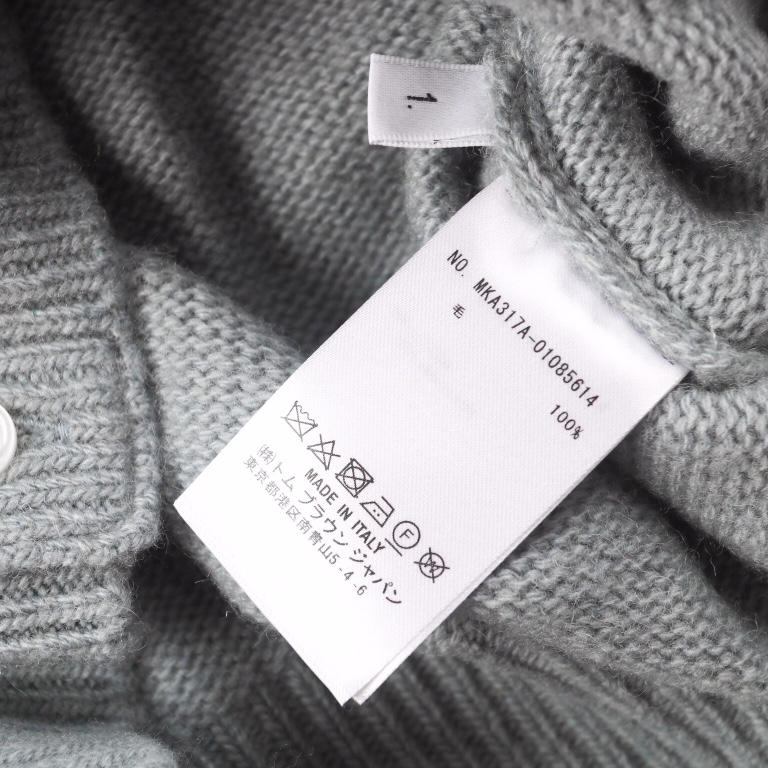 1.
NO. MKA317A-01085614
毛 100%
F W
MADE IN ITALY
(株)トム ブラウン ジャパン
東京都港区南青山5-4-6